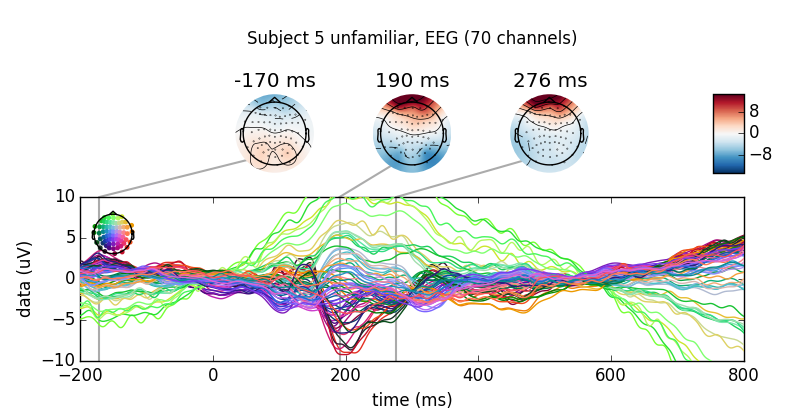 Subject 5 unfamiliar, EEG (70 channels)
-170 ms 190 ms 276 ms
8
0
−8
10
5
0
−5
−10
data (uV)
−200 0 200 400 600 800
time (ms)